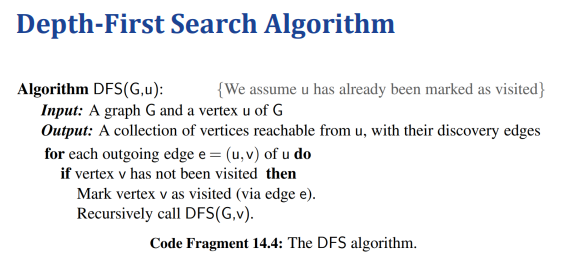 Depth-First Search Algorithm
Algorithm DFS(G,u): {We assume u has already been marked as visited}
Input: A graph G and a vertex u of G
Output: A collection of vertices reachable from u, with their discovery edges
for each outgoing edge e = (u,v) of u do
if vertex v has not been visited then
Mark vertex v as visited (via edge e).
Recursively call DFS(G,v).
Code Fragment 14.4: The DFS algorithm.